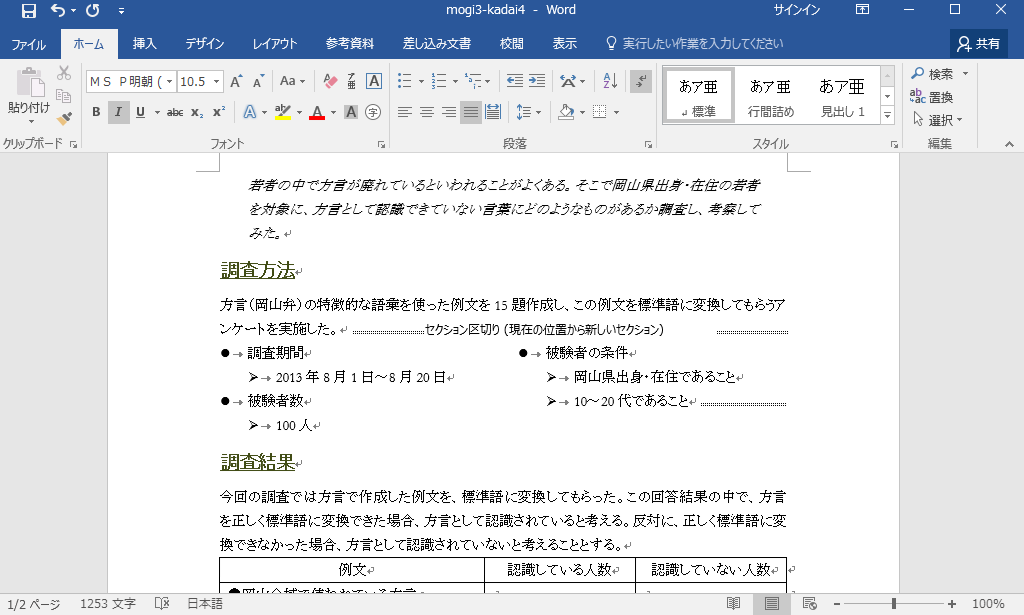 mogi3-kadai4 - Word
サインイン
ファイル ホーム 挿入 デザイン レイアウト 参考資料 差し込み文書 校閲 表示 実行したい作業を入力してください 共有
貼り付け
クリップボード
ＭＳ Ｐ明朝 ( 10.5
フォント
段落
あア亜 標準
あア亜 行間詰め
あア亜 見出し 1
スタイル
検索
置換
選択
編集
若者の中で方言が廃れているといわれることがよくある。そこで岡山県出身・在住の若者
を対象に、方言として認識できていない言葉にどのようなものがあるか調査し、考察して
みた。
調査方法
方言（岡山弁）の特徴的な語彙を使った例文を 15 題作成し、この例文を標準語に変換してもらうア
ンケートを実施した。 セクション区切り (現在の位置から新しいセクション)
● 調査期間
➢ 2013 年 8 月 1 日～8 月 20 日
● 被験者数
➢ 100 人
● 被験者の条件
➢ 岡山県出身・在住であること
➢ 10～20 代であること
調査結果
今回の調査では方言で作成した例文を、標準語に変換してもらった。この回答結果の中で、方言
を正しく標準語に変換できた場合、方言として認識されていると考える。反対に、正しく標準語に変
換できなかった場合、方言として認識されていないと考えることとする。
例文 認識している人数 認識していない人数
1/2 ページ 1253 文字 日本語 100%